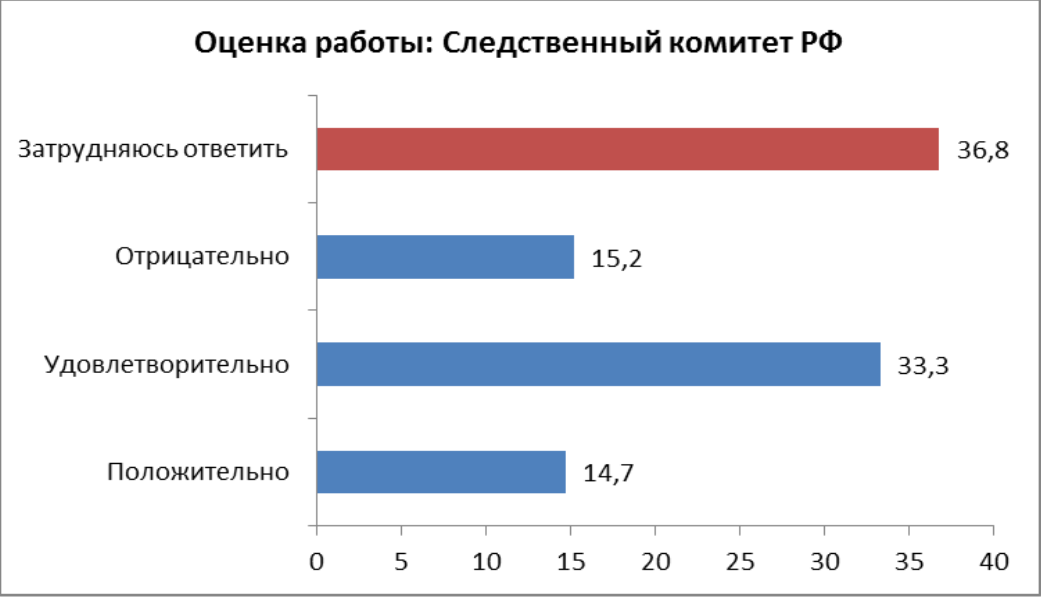 Оценка работы: Следственный комитет РФ
Затрудняюсь ответить 36,8
Отрицательно 15,2
Удовлетворительно 33,3
Положительно 14,7
0 5 10 15 20 25 30 35 40